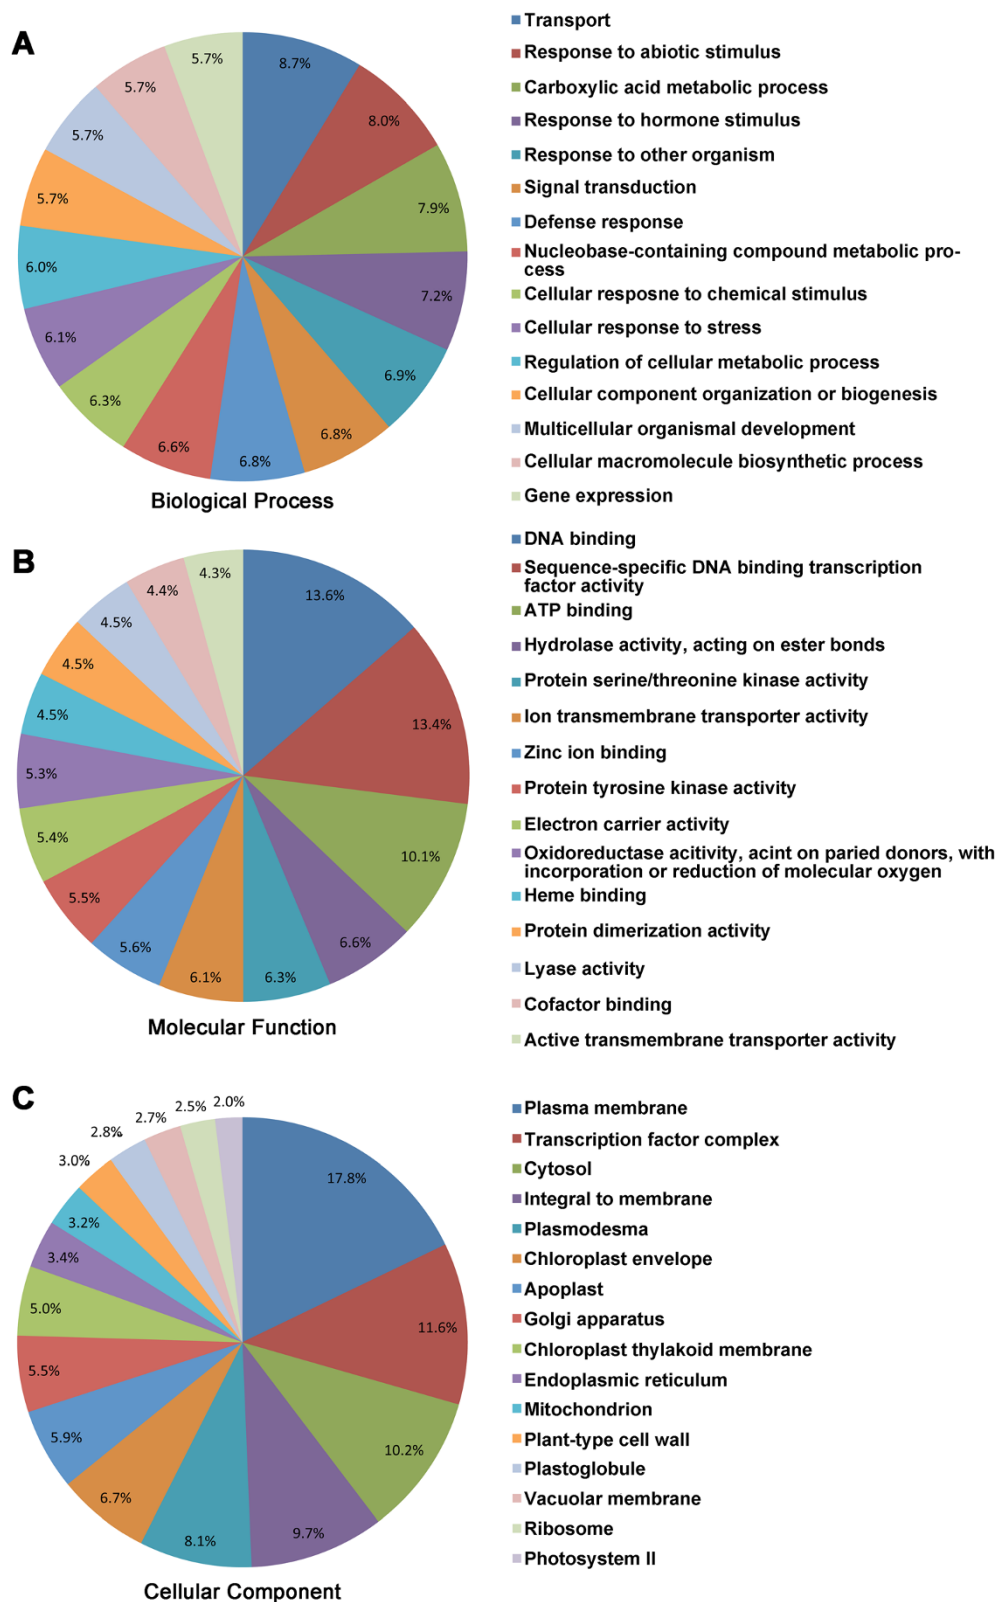 A
8.7%
8.0%
7.9%
7.2%
6.9%
6.8%
6.8%
6.6%
6.3%
6.1%
6.0%
5.7%
5.7%
5.7%
5.7%
Biological Process
Transport
Response to abiotic stimulus
Carboxylic acid metabolic process
Response to hormone stimulus
Response to other organism
Signal transduction
Defense response
Nucleobase-containing compound metabolic pro-
cess
Cellular resposne to chemical stimulus
Cellular response to stress
Regulation of cellular metabolic process
Cellular component organization or biogenesis
Multicellular organismal development
Cellular macromolecule biosynthetic process
Gene expression
B
13.6%
13.4%
10.1%
6.6%
6.3%
6.1%
5.6%
5.5%
5.4%
5.3%
4.5%
4.5%
4.5%
4.4%
4.3%
Molecular Function
DNA binding
Sequence-specific DNA binding transcription
factor activity
ATP binding
Hydrolase activity, acting on ester bonds
Protein serine/threonine kinase activity
Ion transmembrane transporter activity
Zinc ion binding
Protein tyrosine kinase activity
Electron carrier activity
Oxidoreductase acitivity, acint on paried donors, with
incorporation or reduction of molecular oxygen
Heme binding
Protein dimerization activity
Lyase activity
Cofactor binding
Active transmembrane transporter activity
C
17.8%
11.6%
10.2%
9.7%
8.1%
6.7%
5.9%
5.5%
5.0%
3.4%
3.2%
3.0%
2.8%
2.7%
2.5%
2.0%
Cellular Component
Plasma membrane
Transcription factor complex
Cytosol
Integral to membrane
Plasmodesma
Chloroplast envelope
Apoplast
Golgi apparatus
Chloroplast thylakoid membrane
Endoplasmic reticulum
Mitochondrion
Plant-type cell wall
Plastoglobule
Vacuolar membrane
Ribosome
Photosystem II